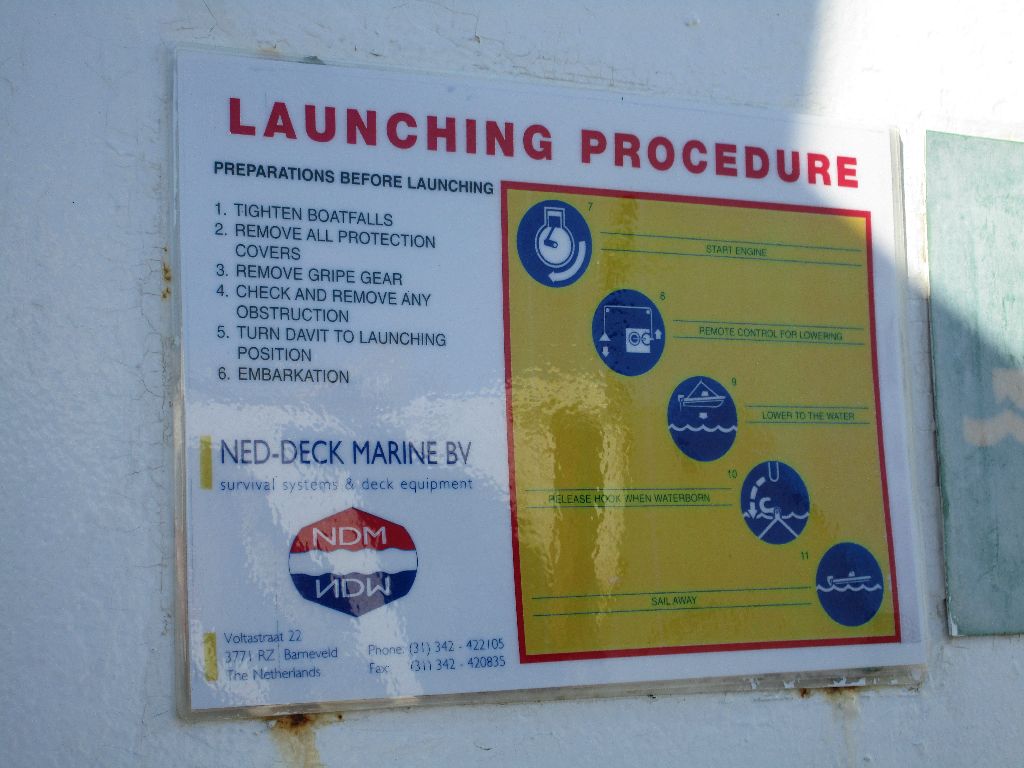 LAUNCHING PROCEDURE
PREPARATIONS BEFORE LAUNCHING
1. TIGHTEN BOATFALLS
2. REMOVE ALL PROTECTION
COVERS
3. REMOVE GRIPE GEAR
4. CHECK AND REMOVE ANY
OBSTRUCTION
5. TURN DAVIT TO LAUNCHING
POSITION
6. EMBARKATION
7
START ENGINE
8
REMOTE CONTROL FOR LOWERING
9
LOWER TO THE WATER
10
RELEASE HOOK WHEN WATERBORN
11
SAIL AWAY
NED-DECK MARINE BV
survival systems & deck equipment
NDM
NDM
Voltastraat 22
3771 RZ Barneveld
The Netherlands
Phone: (31) 342 - 422105
Fax: (31) 342 - 420835